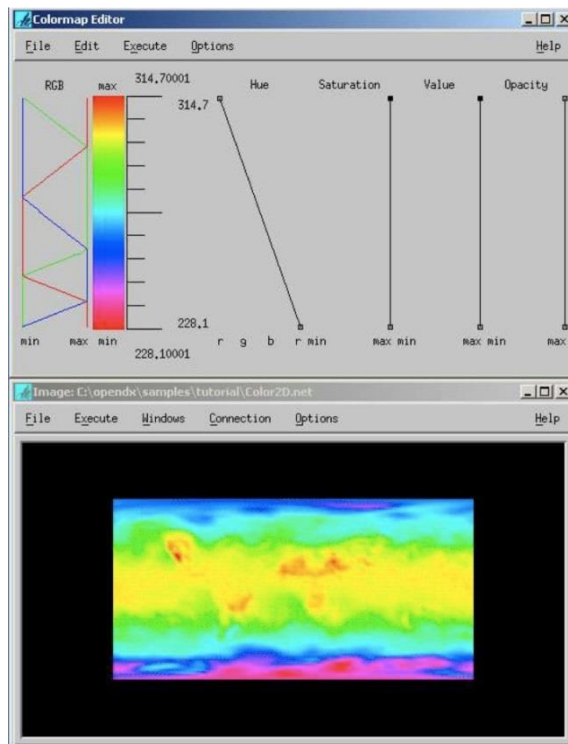 Colormap Editor
File Edit Execute Options Help
RGB max 314.70001 Hue Saturation Value Opacity
314.7
228.1
min max min r g b r min max min max min max
228.10001
Image: C:\opendx\samples\tutorial\Color2D.net
File Execute Windows Connection Options Help